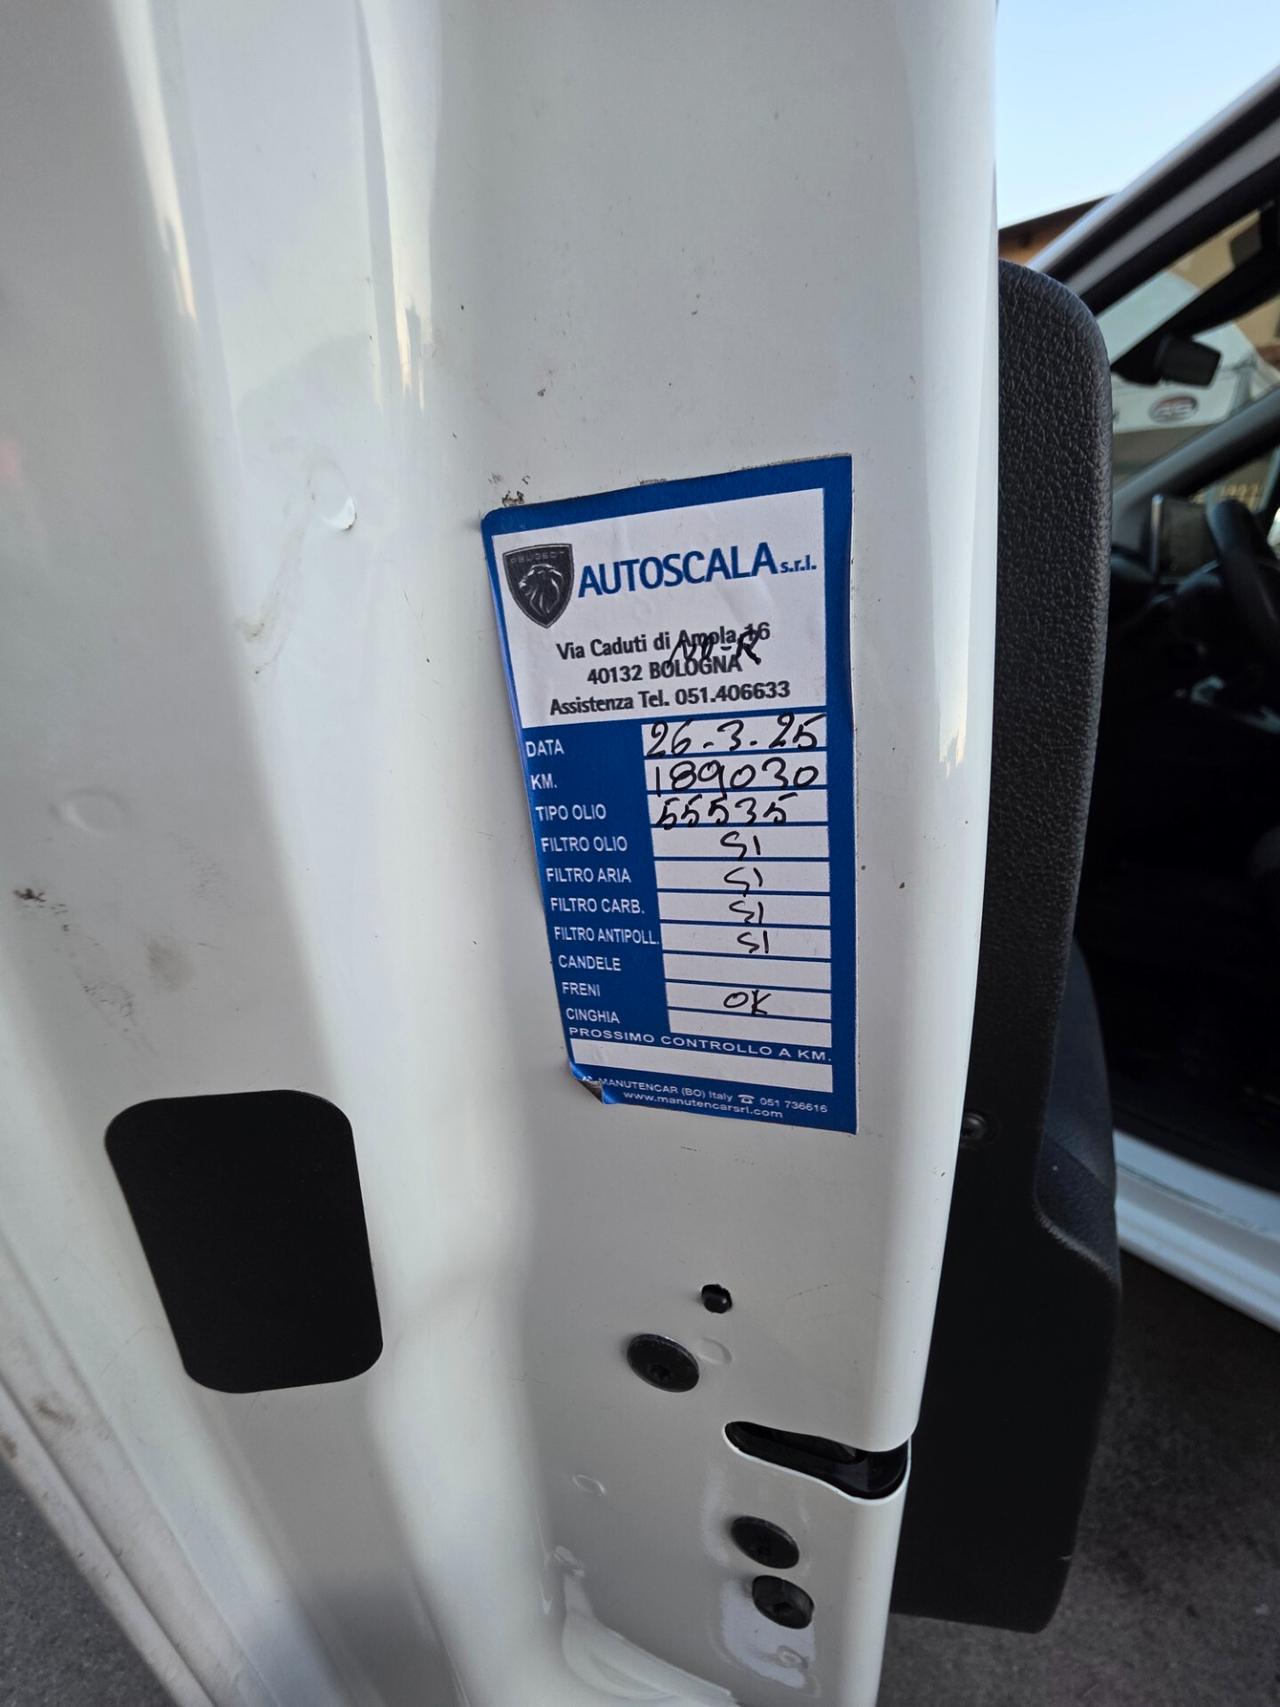 PEUGEOT
AUTOSCALA s.r.l.
Via Caduti di Amola 16
40132 BOLOGNA
Assistenza Tel. 051.406633
DATA 26-3-25
KM. 189030
TIPO OLIO 55535
FILTRO OLIO SI
FILTRO ARIA SI
FILTRO CARB. SI
FILTRO ANTIPOLL. SI
CANDELE
FRENI OK
CINGHIA
PROSSIMO CONTROLLO A KM.
MANUTENCAR (BO) Italy ☎ 051 736616
www.manutencarsrl.com